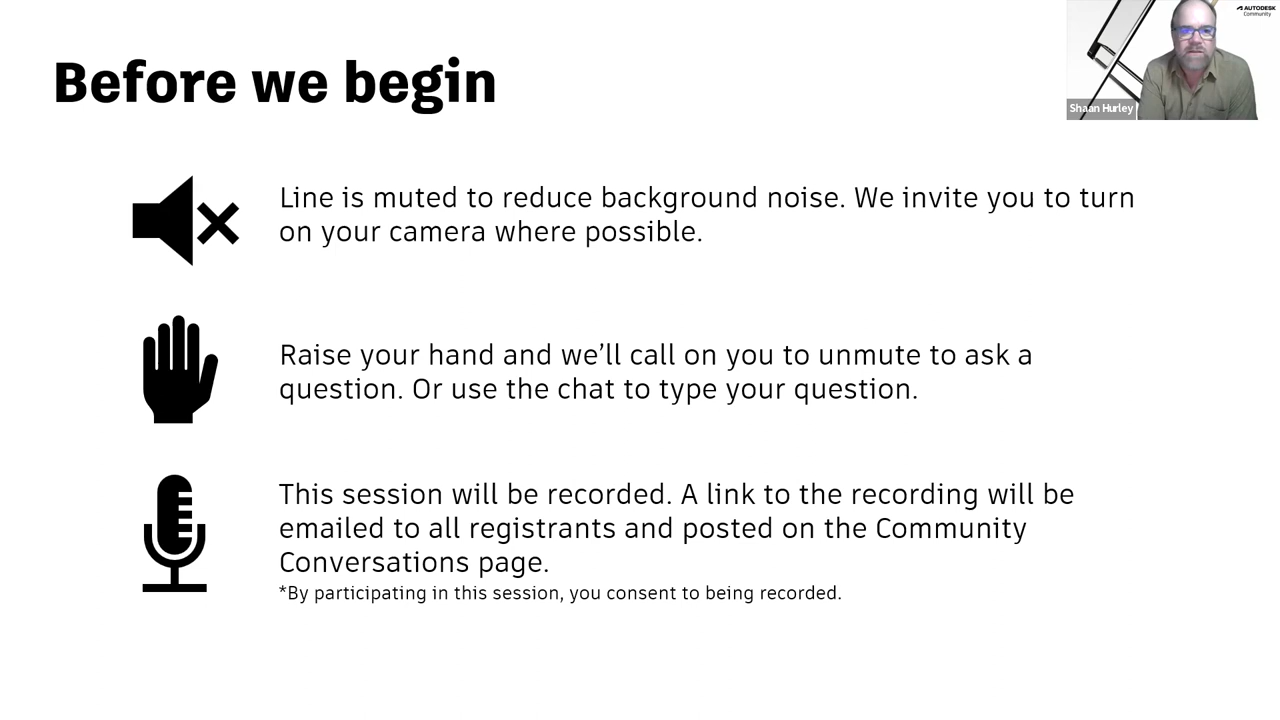 Before we begin
AUTODESK
Community
Shaan Hurley
Line is muted to reduce background noise. We invite you to turn
on your camera where possible.
Raise your hand and we’ll call on you to unmute to ask a
question. Or use the chat to type your question.
This session will be recorded. A link to the recording will be
emailed to all registrants and posted on the Community
Conversations page.
*By participating in this session, you consent to being recorded.